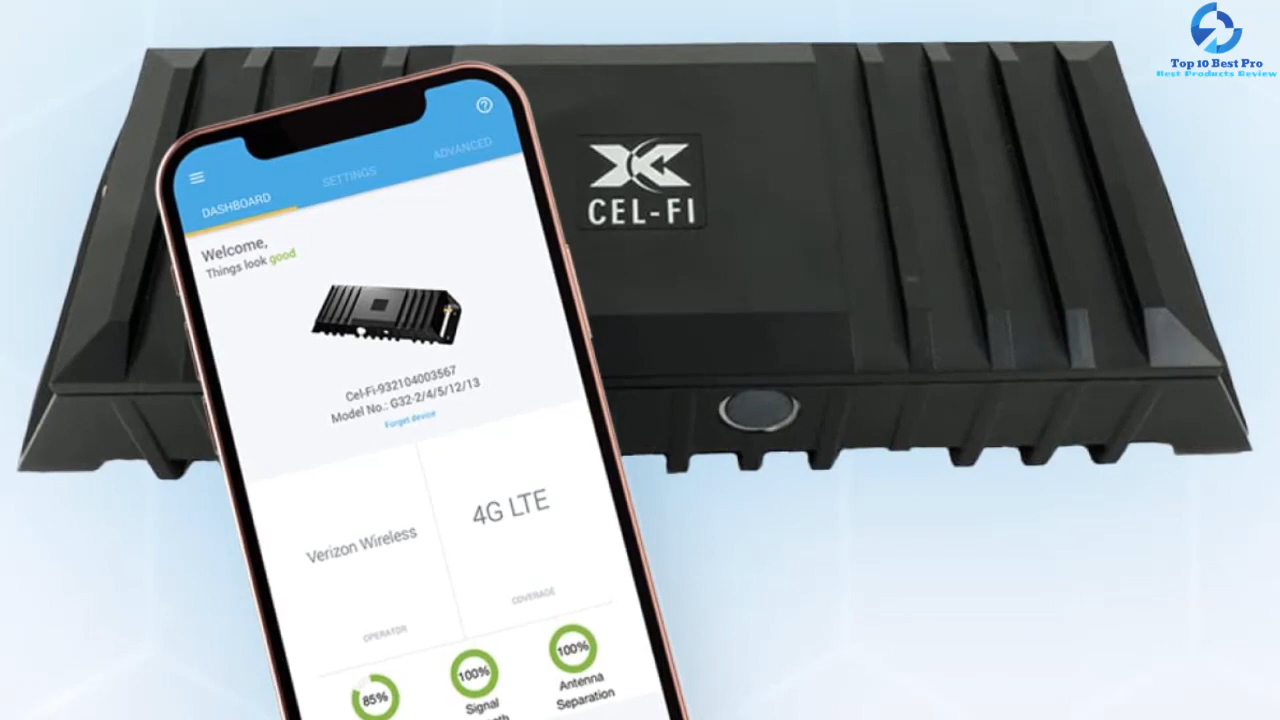 Top 10 Best Pro
Best Products Review
CEL-FI
DASHBOARD
SETTINGS
ADVANCED
Welcome,
Things look good
Cel-Fi-932104003567
Model No.: G32-2/4/5/12/13
Forget device
Verizon Wireless
OPERATOR
4G LTE
COVERAGE
85%
100%
Signal
100%
Antenna
Separation